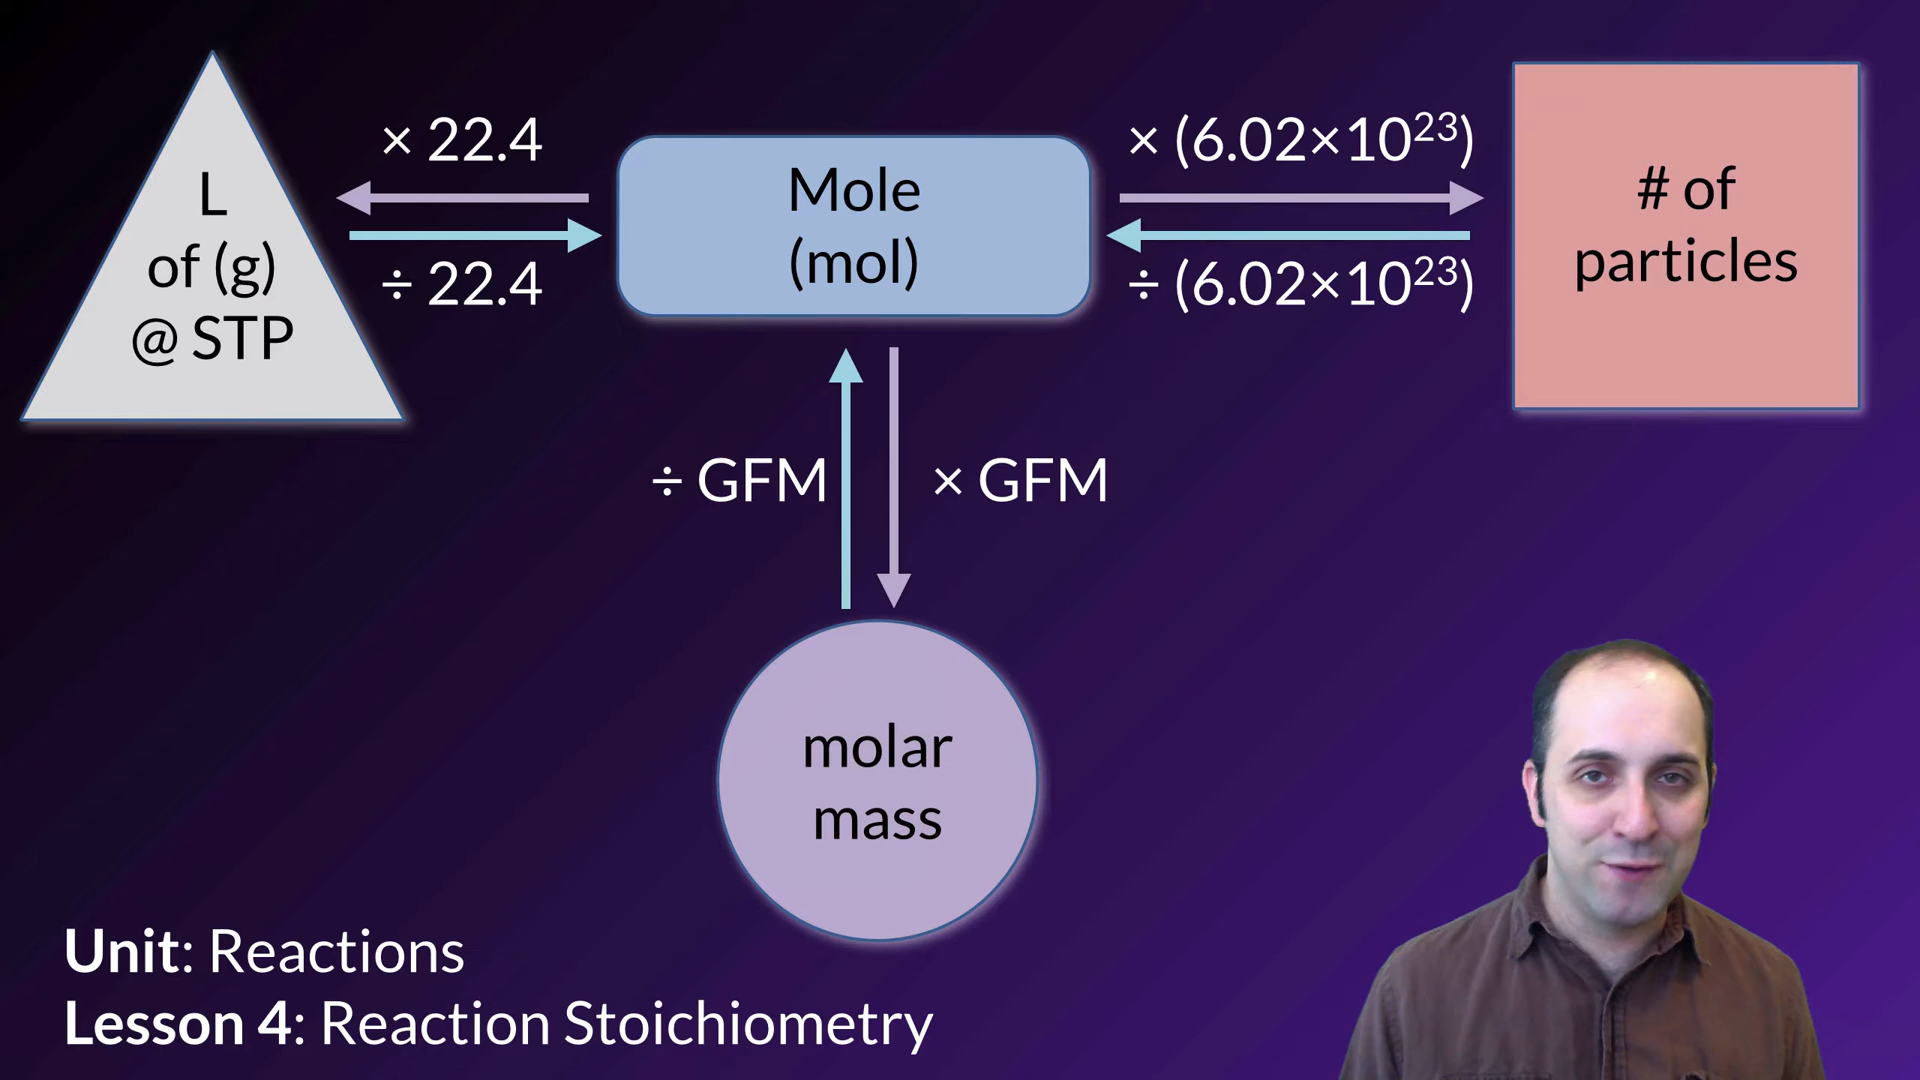 L
of (g)
@ STP
× 22.4
÷ 22.4
Mole
(mol)
× (6.02×10²³)
÷ (6.02×10²³)
# of
particles
÷ GFM
× GFM
molar
mass
Unit: Reactions
Lesson 4: Reaction Stoichiometry